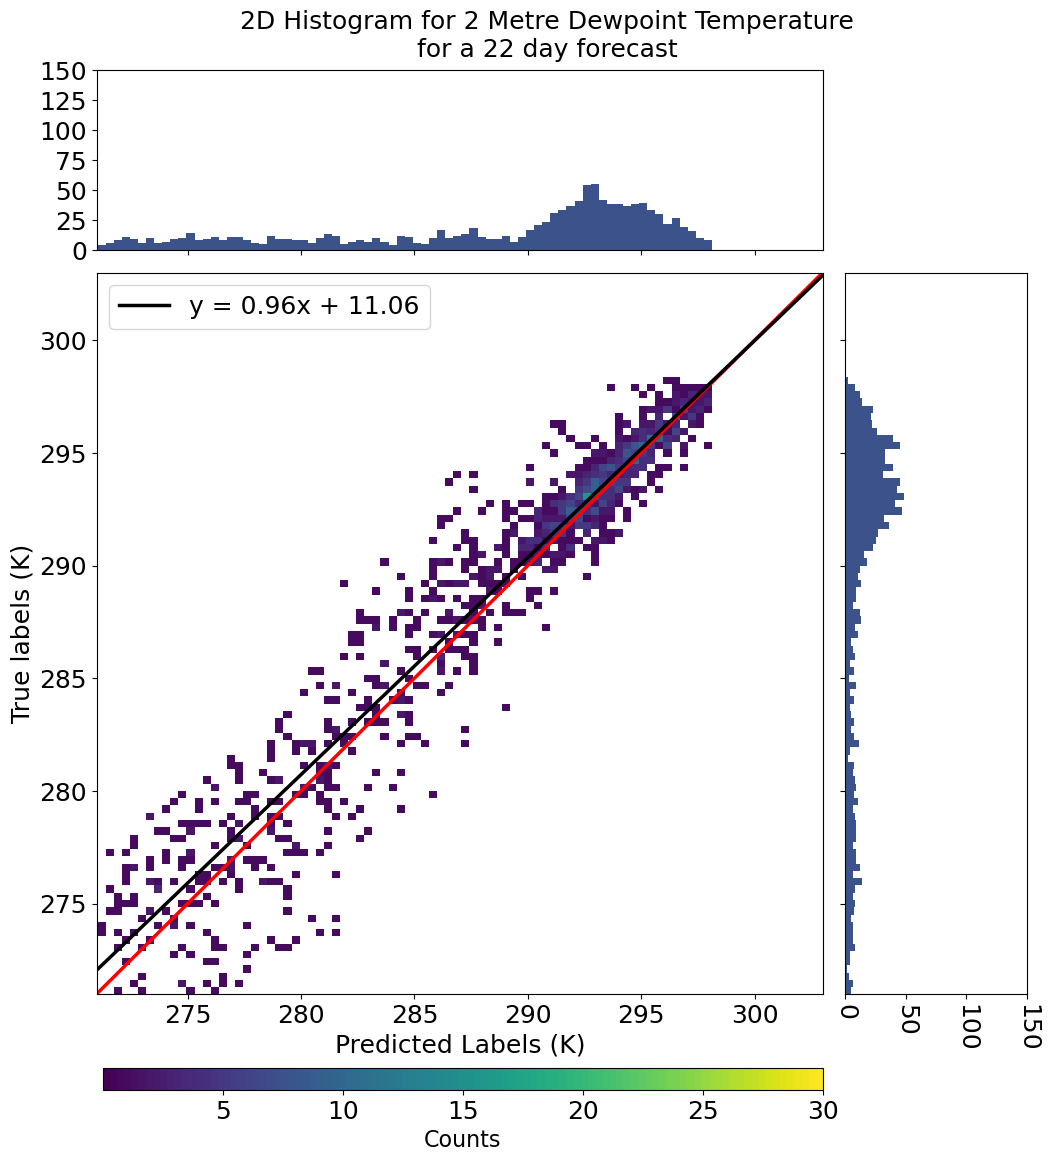 2D Histogram for 2 Metre Dewpoint Temperature
for a 22 day forecast
150
125
100
75
50
25
0
y = 0.96x + 11.06
300
295
290
285
280
275
True labels (K)
275 280 285 290 295 300
Predicted Labels (K)
0 50 100 150
5 10 15 20 25 30
Counts